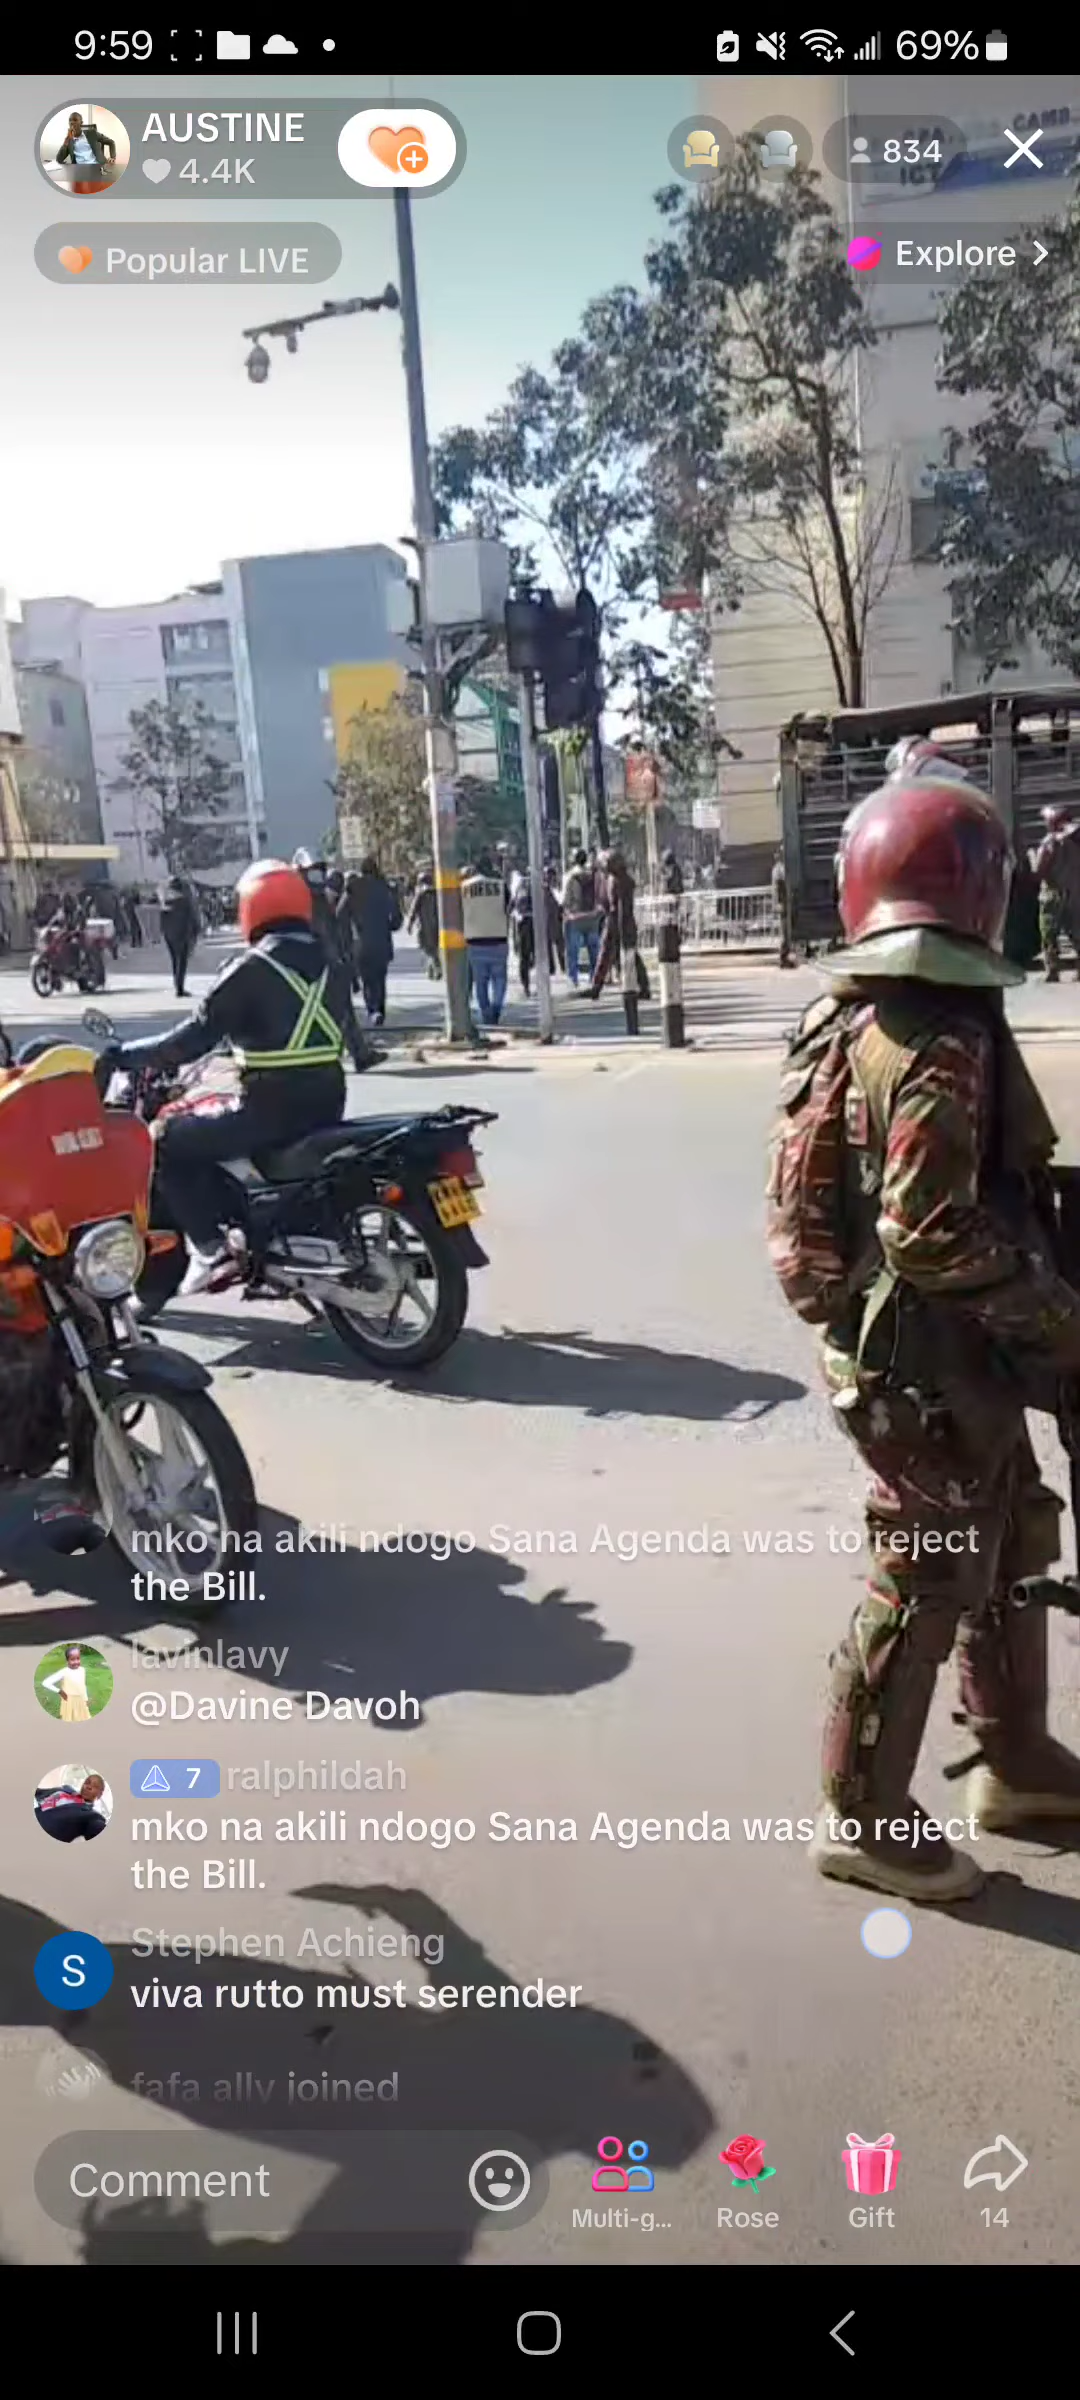 9:59
69%
AUSTINE
4.4K
834
Popular LIVE
Explore
PRESS
mko na akili ndogo Sana Agenda was to reject
the Bill.
lavinlavy
@Davine Davoh
7 ralphildah
mko na akili ndogo Sana Agenda was to reject
the Bill.
Stephen Achieng
S
viva rutto must serender
fafa ally joined
Comment
Multi-g...
Rose
Gift
14